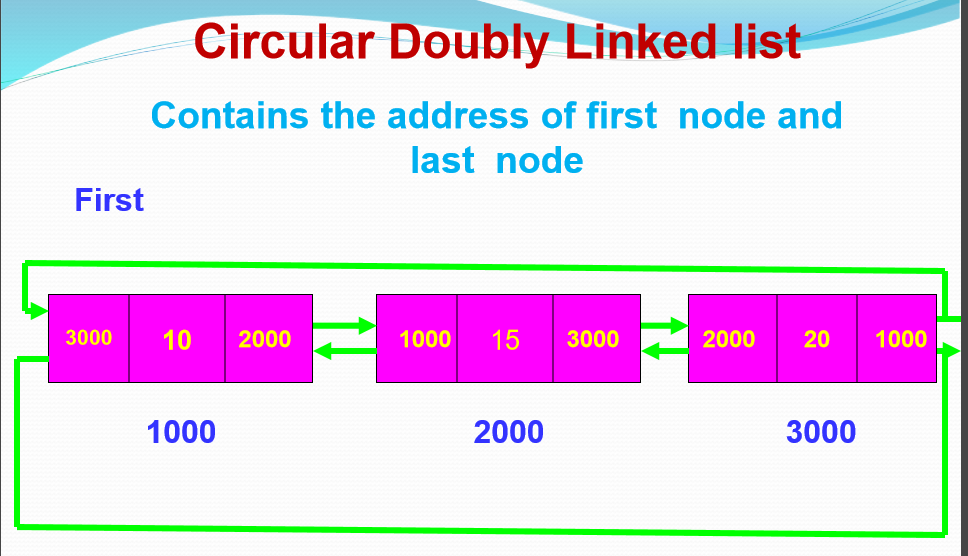 Circular Doubly Linked list
Contains the address of first node and
last node
First
3000 10 2000 1000 15 3000 2000 20 1000
1000 2000 3000